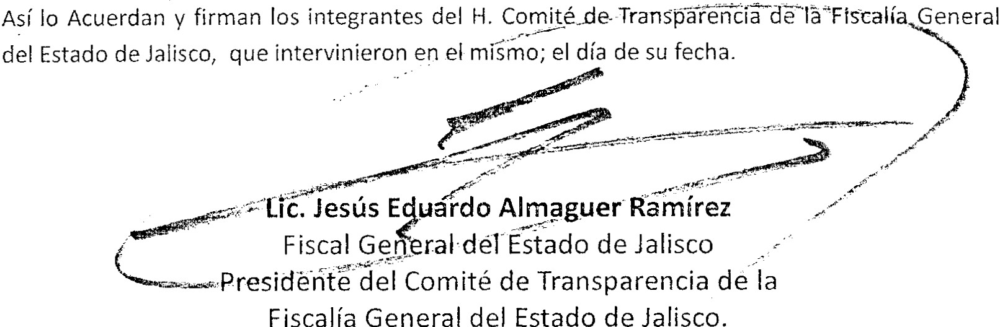 Así lo Acuerdan y firman los integrantes del H. Comité de Transparencia de la Fiscalía General
del Estado de Jalisco, que intervinieron en el mismo; el día de su fecha.
Lic. Jesús Eduardo Almaguer Ramírez
Fiscal General del Estado de Jalisco
Presidente del Comité de Transparencia de la
Fiscalía General del Estado de Jalisco.